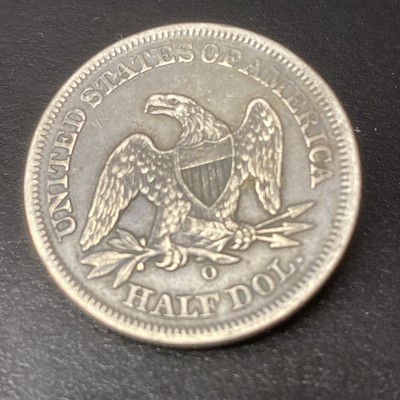 UNITED STATES OF AMERICA
O
HALF DOL.